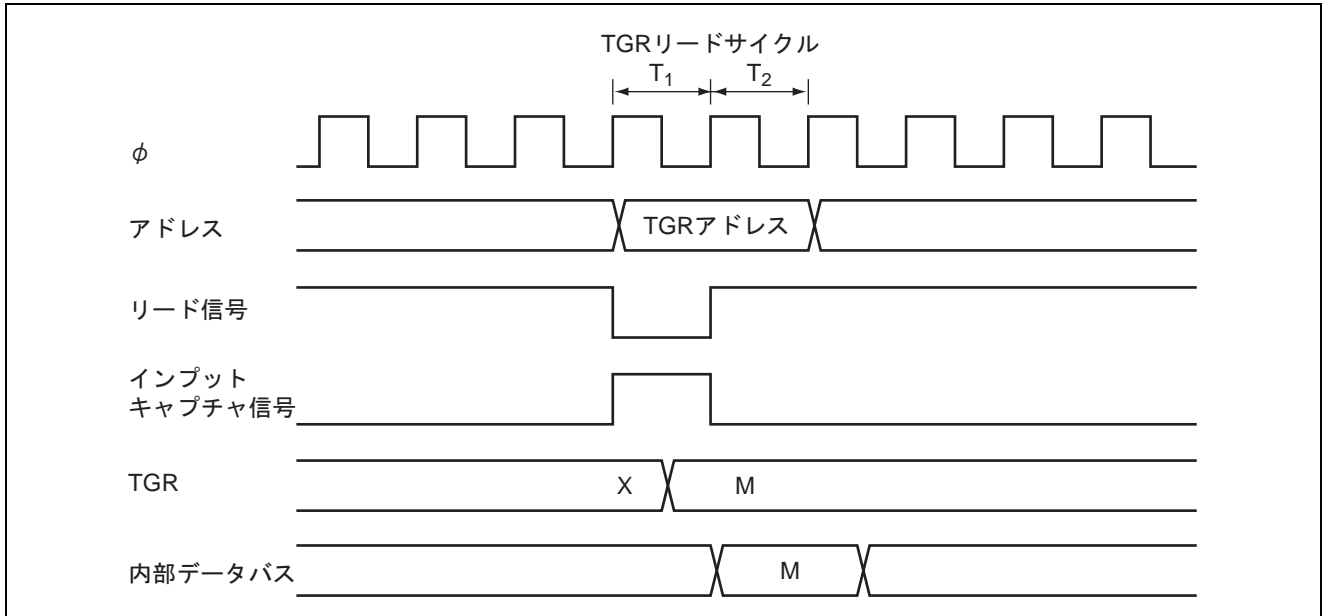 TGRリードサイクル
T1 T2
φ
アドレス
TGRアドレス
リード信号
インプット
キャプチャ信号
TGR
X M
内部データバス
M